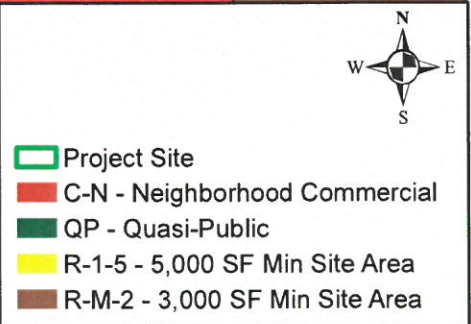 N
W E
S
Project Site
C-N - Neighborhood Commercial
QP - Quasi-Public
R-1-5 - 5,000 SF Min Site Area
R-M-2 - 3,000 SF Min Site Area